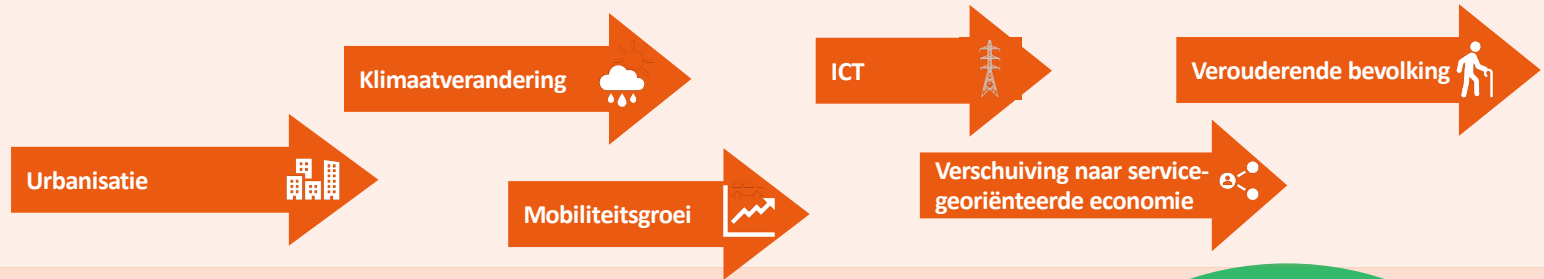 Klimaatverandering
ICT
Verouderende bevolking
Urbanisatie
Mobiliteitsgroei
Verschuiving naar service-
georiënteerde economie